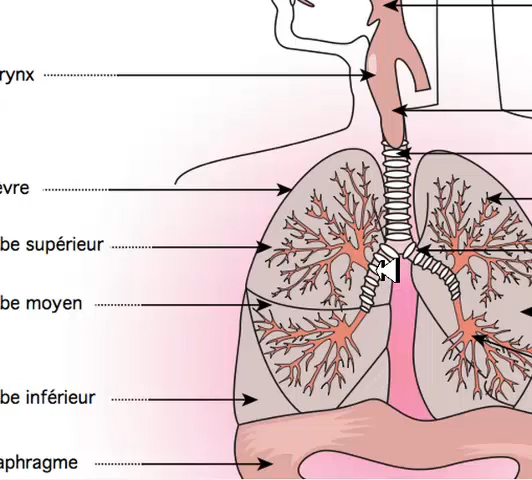 rynx
èvre
be supérieur
be moyen
be inférieur
aphragme